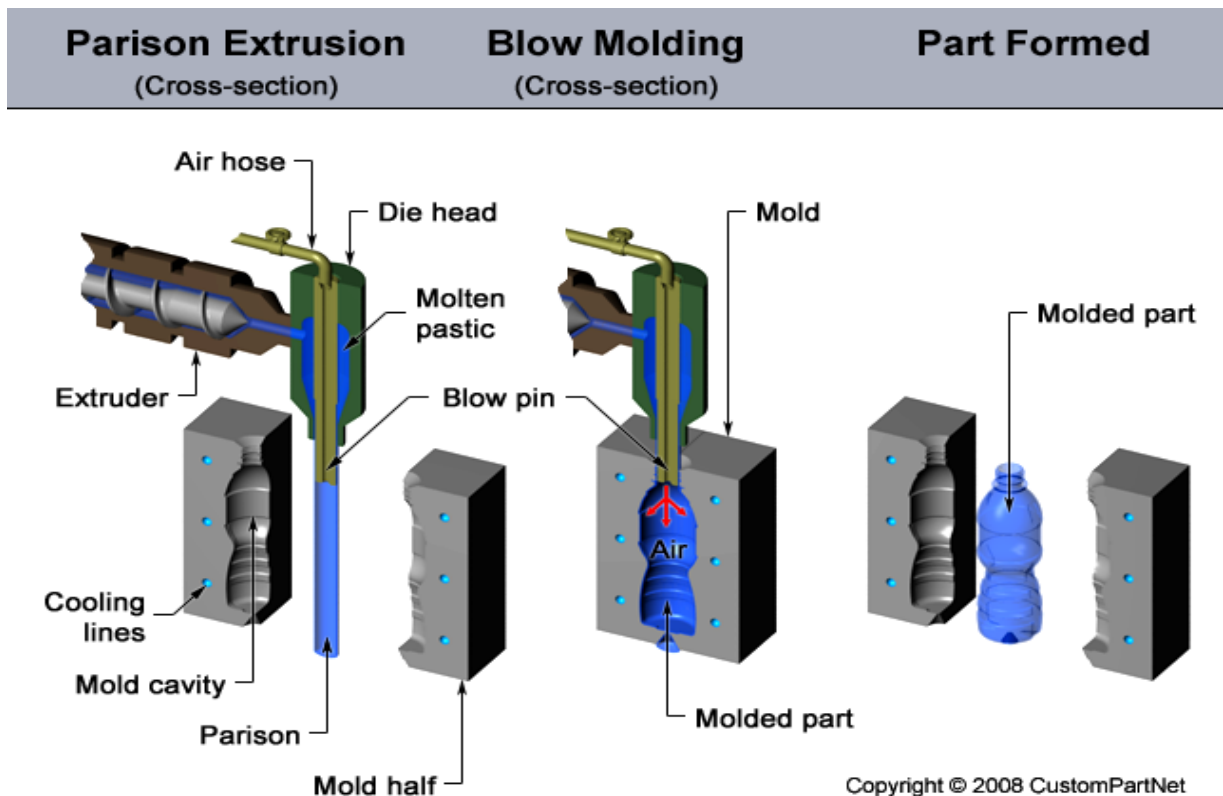 Parison Extrusion
(Cross-section)
Blow Molding
(Cross-section)
Part Formed
Air hose
Die head
Mold
Molten
pastic
Molded part
Extruder
Blow pin
Air
Cooling
lines
Mold cavity
Parison
Molded part
Mold half
Copyright © 2008 CustomPartNet